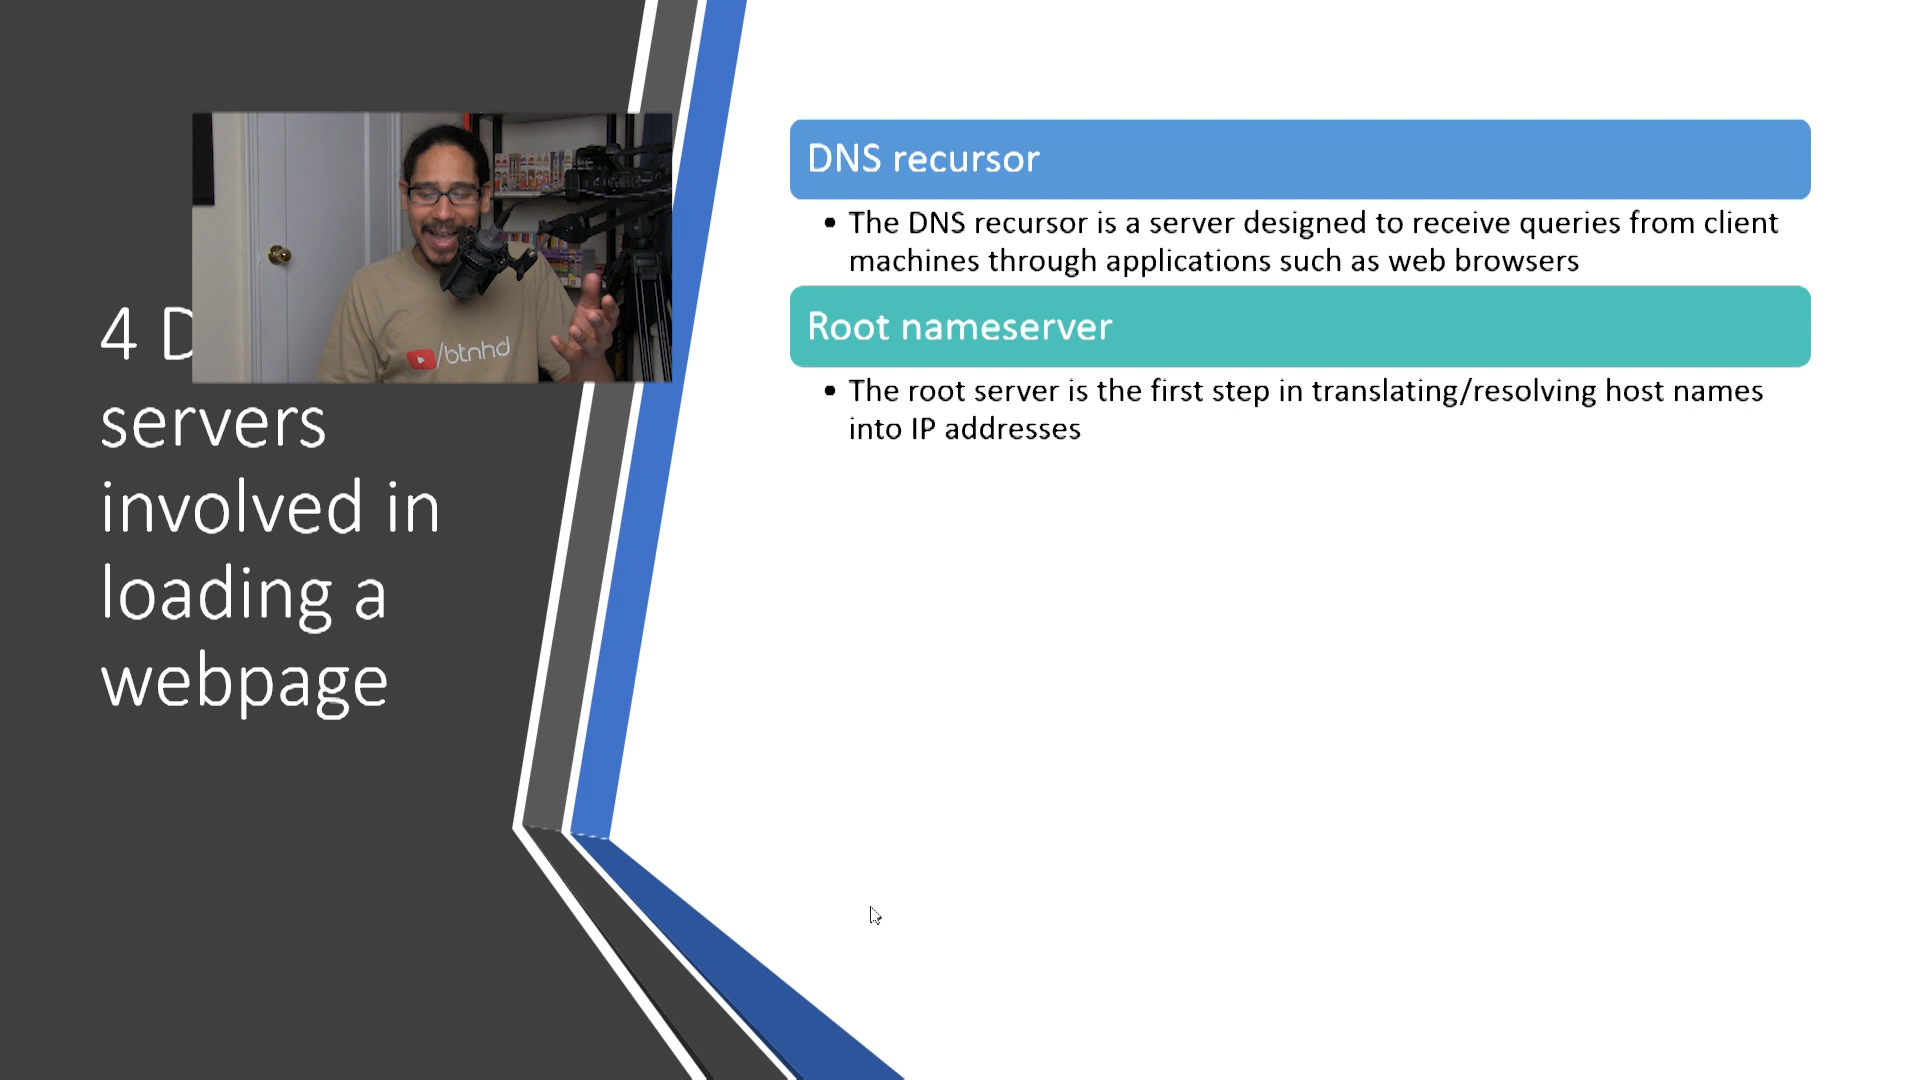 4
servers
involved in
loading a
webpage
/btnhd
DNS recursor
• The DNS recursor is a server designed to receive queries from client
machines through applications such as web browsers
Root nameserver
• The root server is the first step in translating/resolving host names
into IP addresses